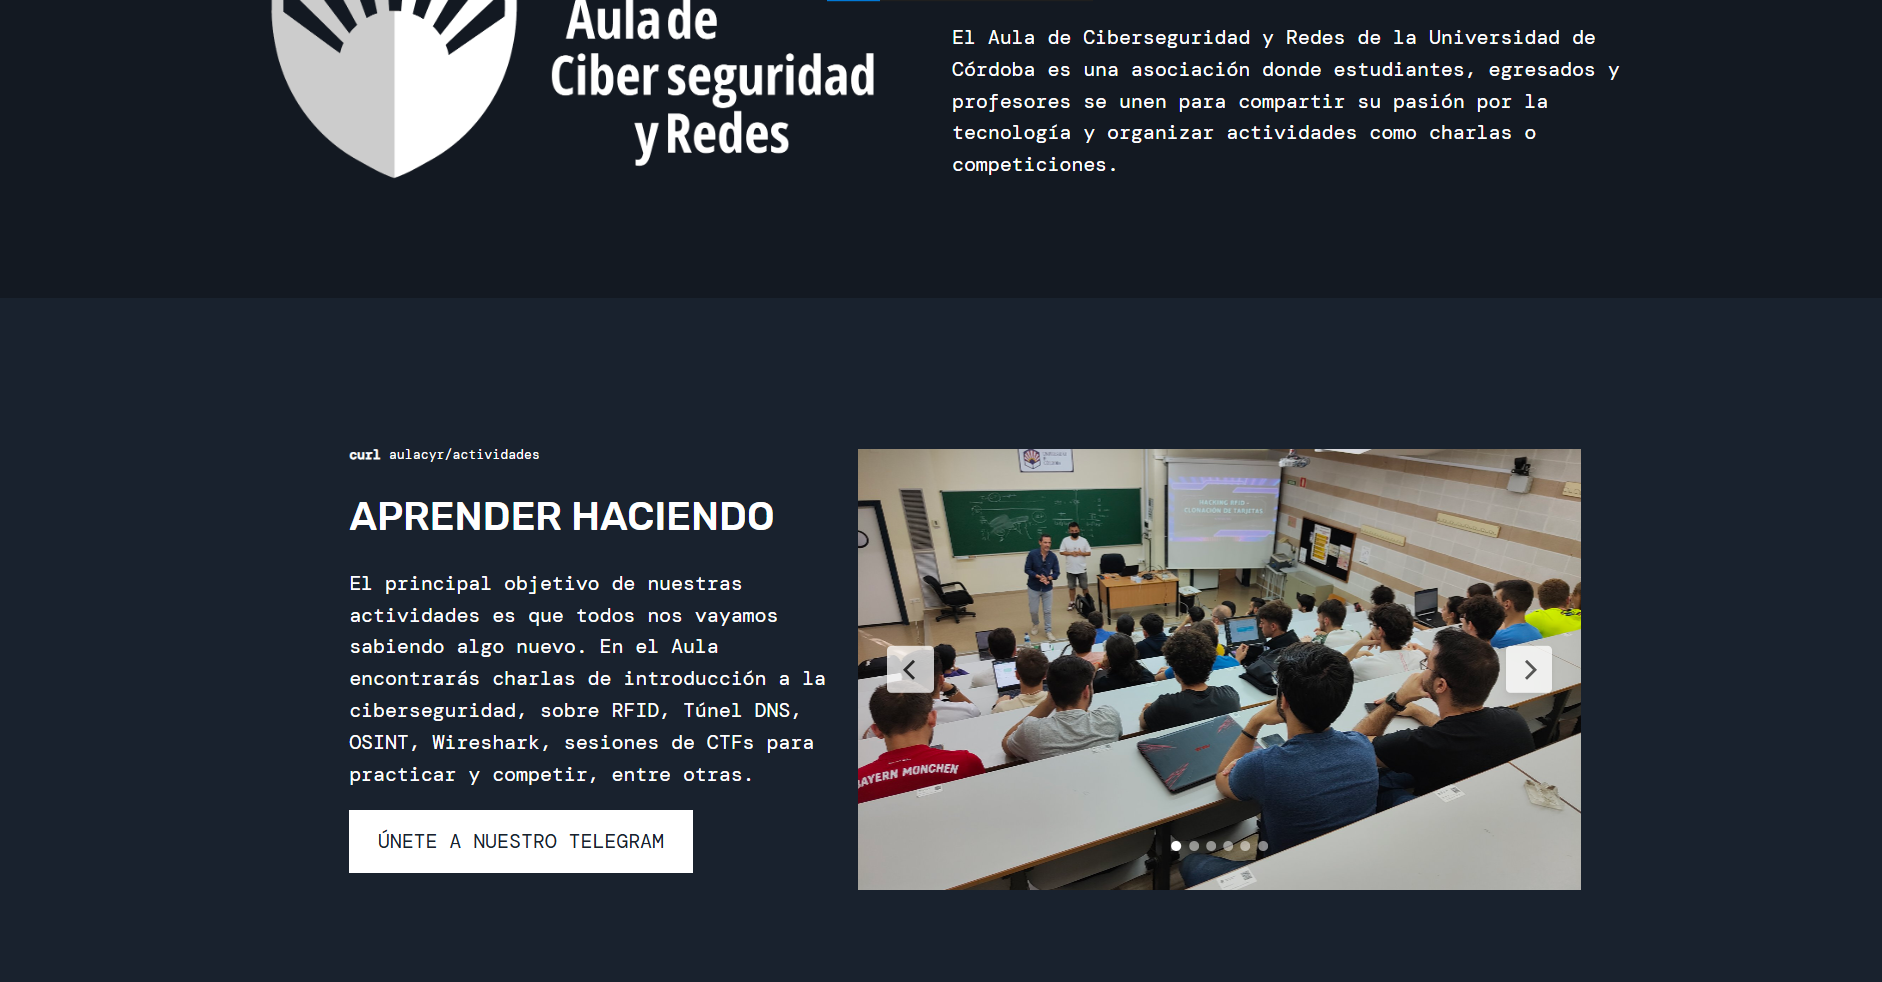 Aula de
Ciber seguridad
y Redes
El Aula de Ciberseguridad y Redes de la Universidad de
Córdoba es una asociación donde estudiantes, egresados y
profesores se unen para compartir su pasión por la
tecnología y organizar actividades como charlas o
competiciones.
curl aulacyr/actividades
APRENDER HACIENDO
El principal objetivo de nuestras
actividades es que todos nos vayamos
sabiendo algo nuevo. En el Aula
encontrarás charlas de introducción a la
ciberseguridad, sobre RFID, Túnel DNS,
OSINT, Wireshark, sesiones de CTFs para
practicar y competir, entre otras.
ÚNETE A NUESTRO TELEGRAM
HACKING RFID -
CLONACIÓN DE TARJETAS
BAYERN MÜNCHEN